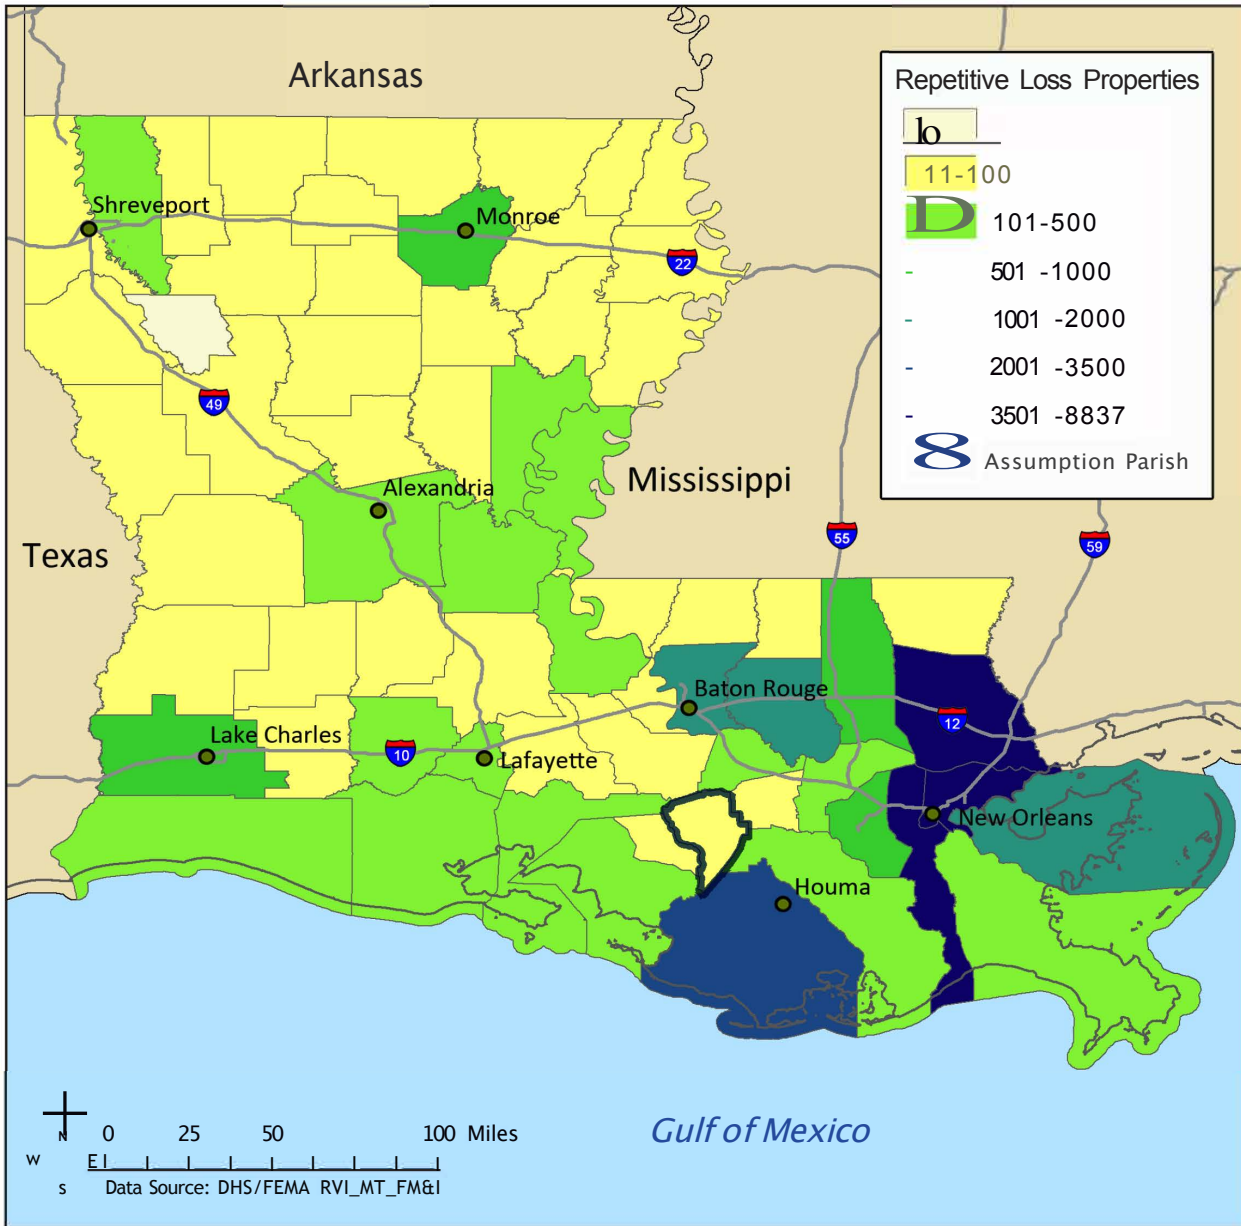 Arkansas
Repetitive Loss Properties
lo
11-100
D 101-500
501 -1000
1001 -2000
2001 -3500
3501 -8837
8 Assumption Parish
Shreveport
Monroe
22
49
Alexandria
Mississippi
Texas
55
59
Baton Rouge
12
Lake Charles
10
Lafayette
New Orleans
Houma
Gulf of Mexico
N
W E
s
0 25 50 100 Miles
Data Source: DHS/FEMA RVI_MT_FM&I